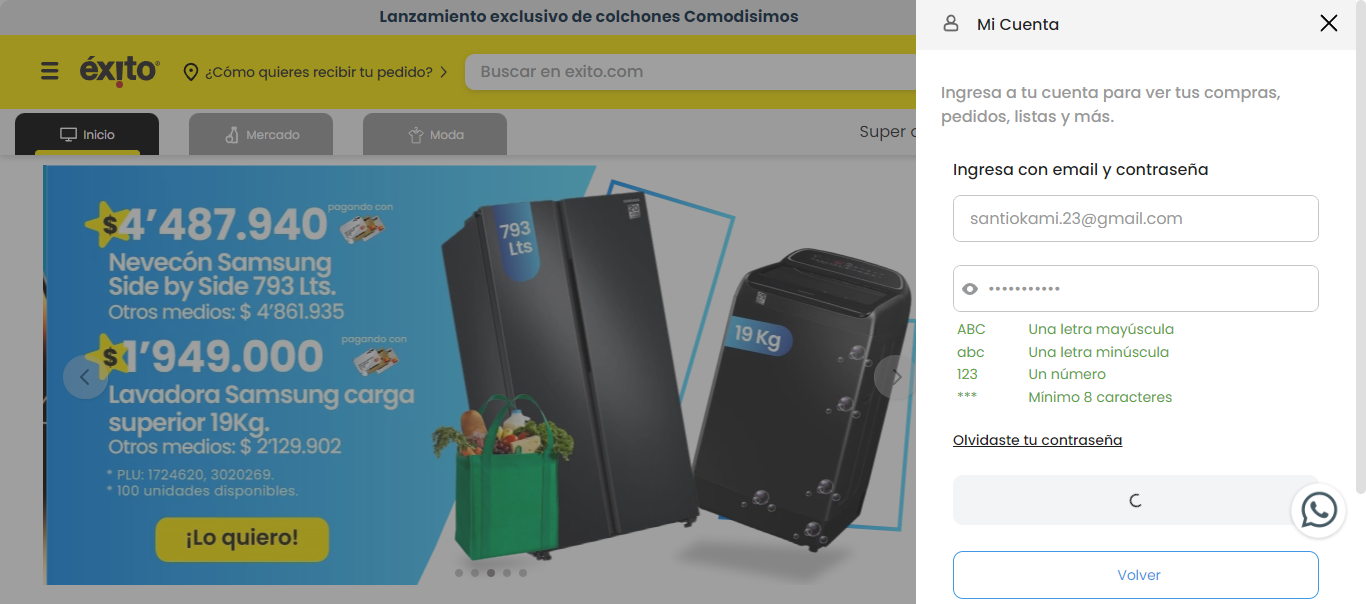 Lanzamiento exclusivo de colchones Comodisimos
éxito
¿Cómo quieres recibir tu pedido?
Buscar en exito.com
Inicio
Mercado
Moda
Super
$4'487.940
pagando con
Nevecón Samsung
Side by Side 793 Lts.
Otros medios: $ 4'861.935
$1'949.000
pagando con
Lavadora Samsung carga
superior 19Kg.
Otros medios: $ 2'129.902
* PLU: 1724620, 3020269.
* 100 unidades disponibles.
¡Lo quiero!
793
Lts
19 Kg
Mi Cuenta
Ingresa a tu cuenta para ver tus compras,
pedidos, listas y más.
Ingresa con email y contraseña
santiokami.23@gmail.com
•••••••••••
ABC Una letra mayúscula
abc Una letra minúscula
123 Un número
*** Mínimo 8 caracteres
Olvidaste tu contraseña
Volver